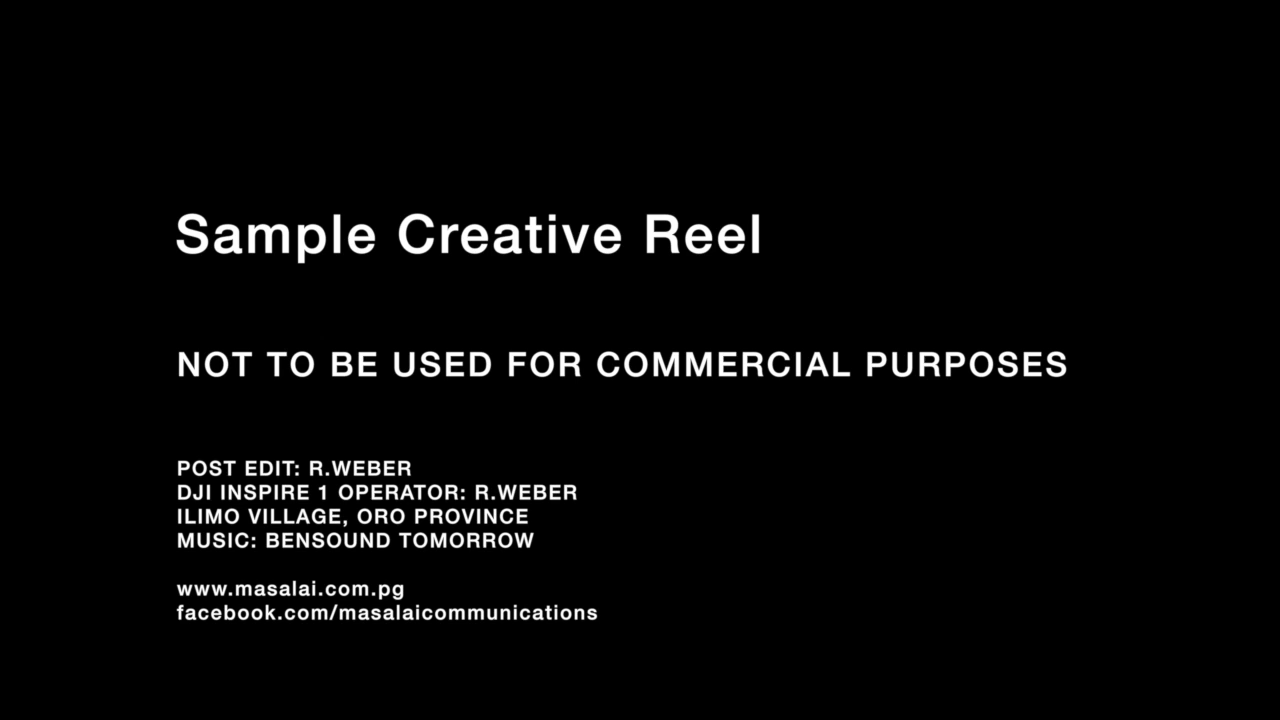 Sample Creative Reel
NOT TO BE USED FOR COMMERCIAL PURPOSES
POST EDIT: R.WEBER
DJI INSPIRE 1 OPERATOR: R.WEBER
ILIMO VILLAGE, ORO PROVINCE
MUSIC: BENSOUND TOMORROW
www.masalai.com.pg
facebook.com/masalaicommunications